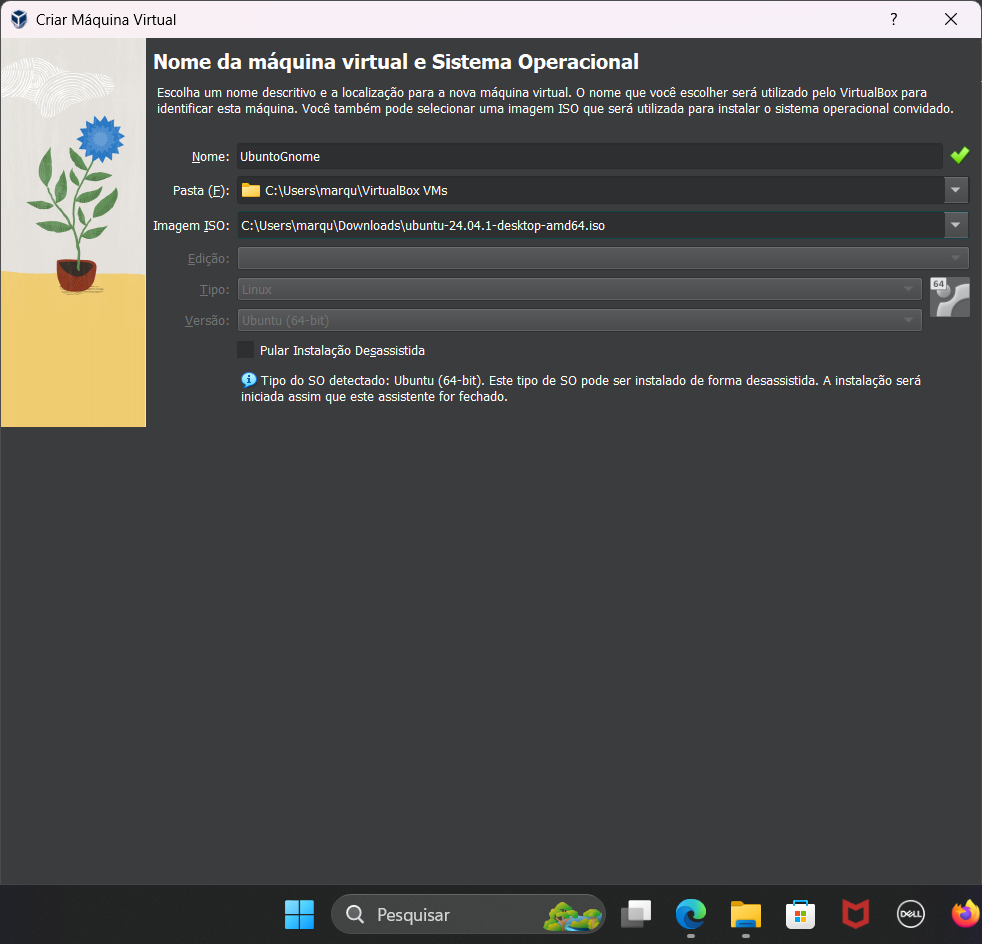 Criar Máquina Virtual
?
Nome da máquina virtual e Sistema Operacional
Escolha um nome descritivo e a localização para a nova máquina virtual. O nome que você escolher será utilizado pelo VirtualBox para
identificar esta máquina. Você também pode selecionar uma imagem ISO que será utilizada para instalar o sistema operacional convidado.
Nome: UbuntoGnome
Pasta (F): C:\Users\marqu\VirtualBox VMs
Imagem ISO: C:\Users\marqu\Downloads\ubuntu-24.04.1-desktop-amd64.iso
Edição:
Tipo: Linux
64
Versão: Ubuntu (64-bit)
Pular Instalação Desassistida
Tipo do SO detectado: Ubuntu (64-bit). Este tipo de SO pode ser instalado de forma desassistida. A instalação será
iniciada assim que este assistente for fechado.
Pesquisar
DELL